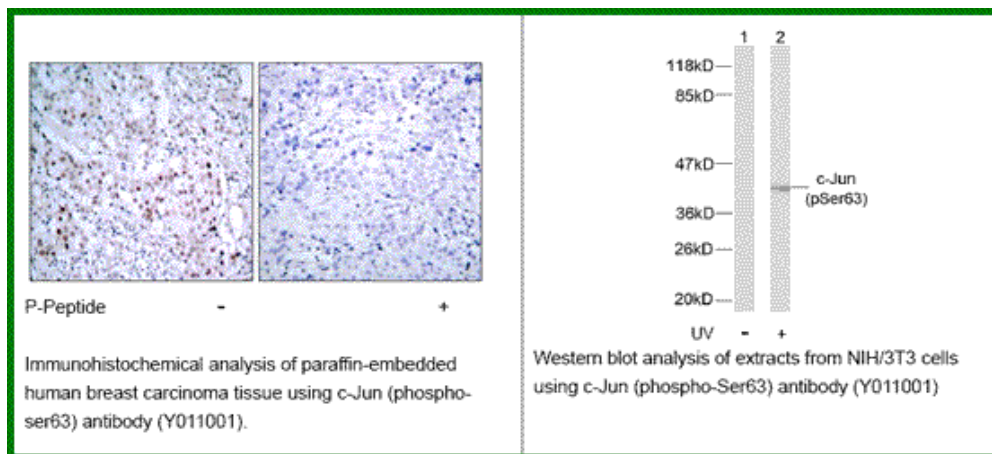 P-Peptide - +
Immunohistochemical analysis of paraffin-embedded
human breast carcinoma tissue using c-Jun (phospho-
ser63) antibody (Y011001).
1 2
118kD
85kD
47kD
c-Jun
(pSer63)
36kD
26kD
20kD
UV - +
Western blot analysis of extracts from NIH/3T3 cells
using c-Jun (phospho-Ser63) antibody (Y011001)